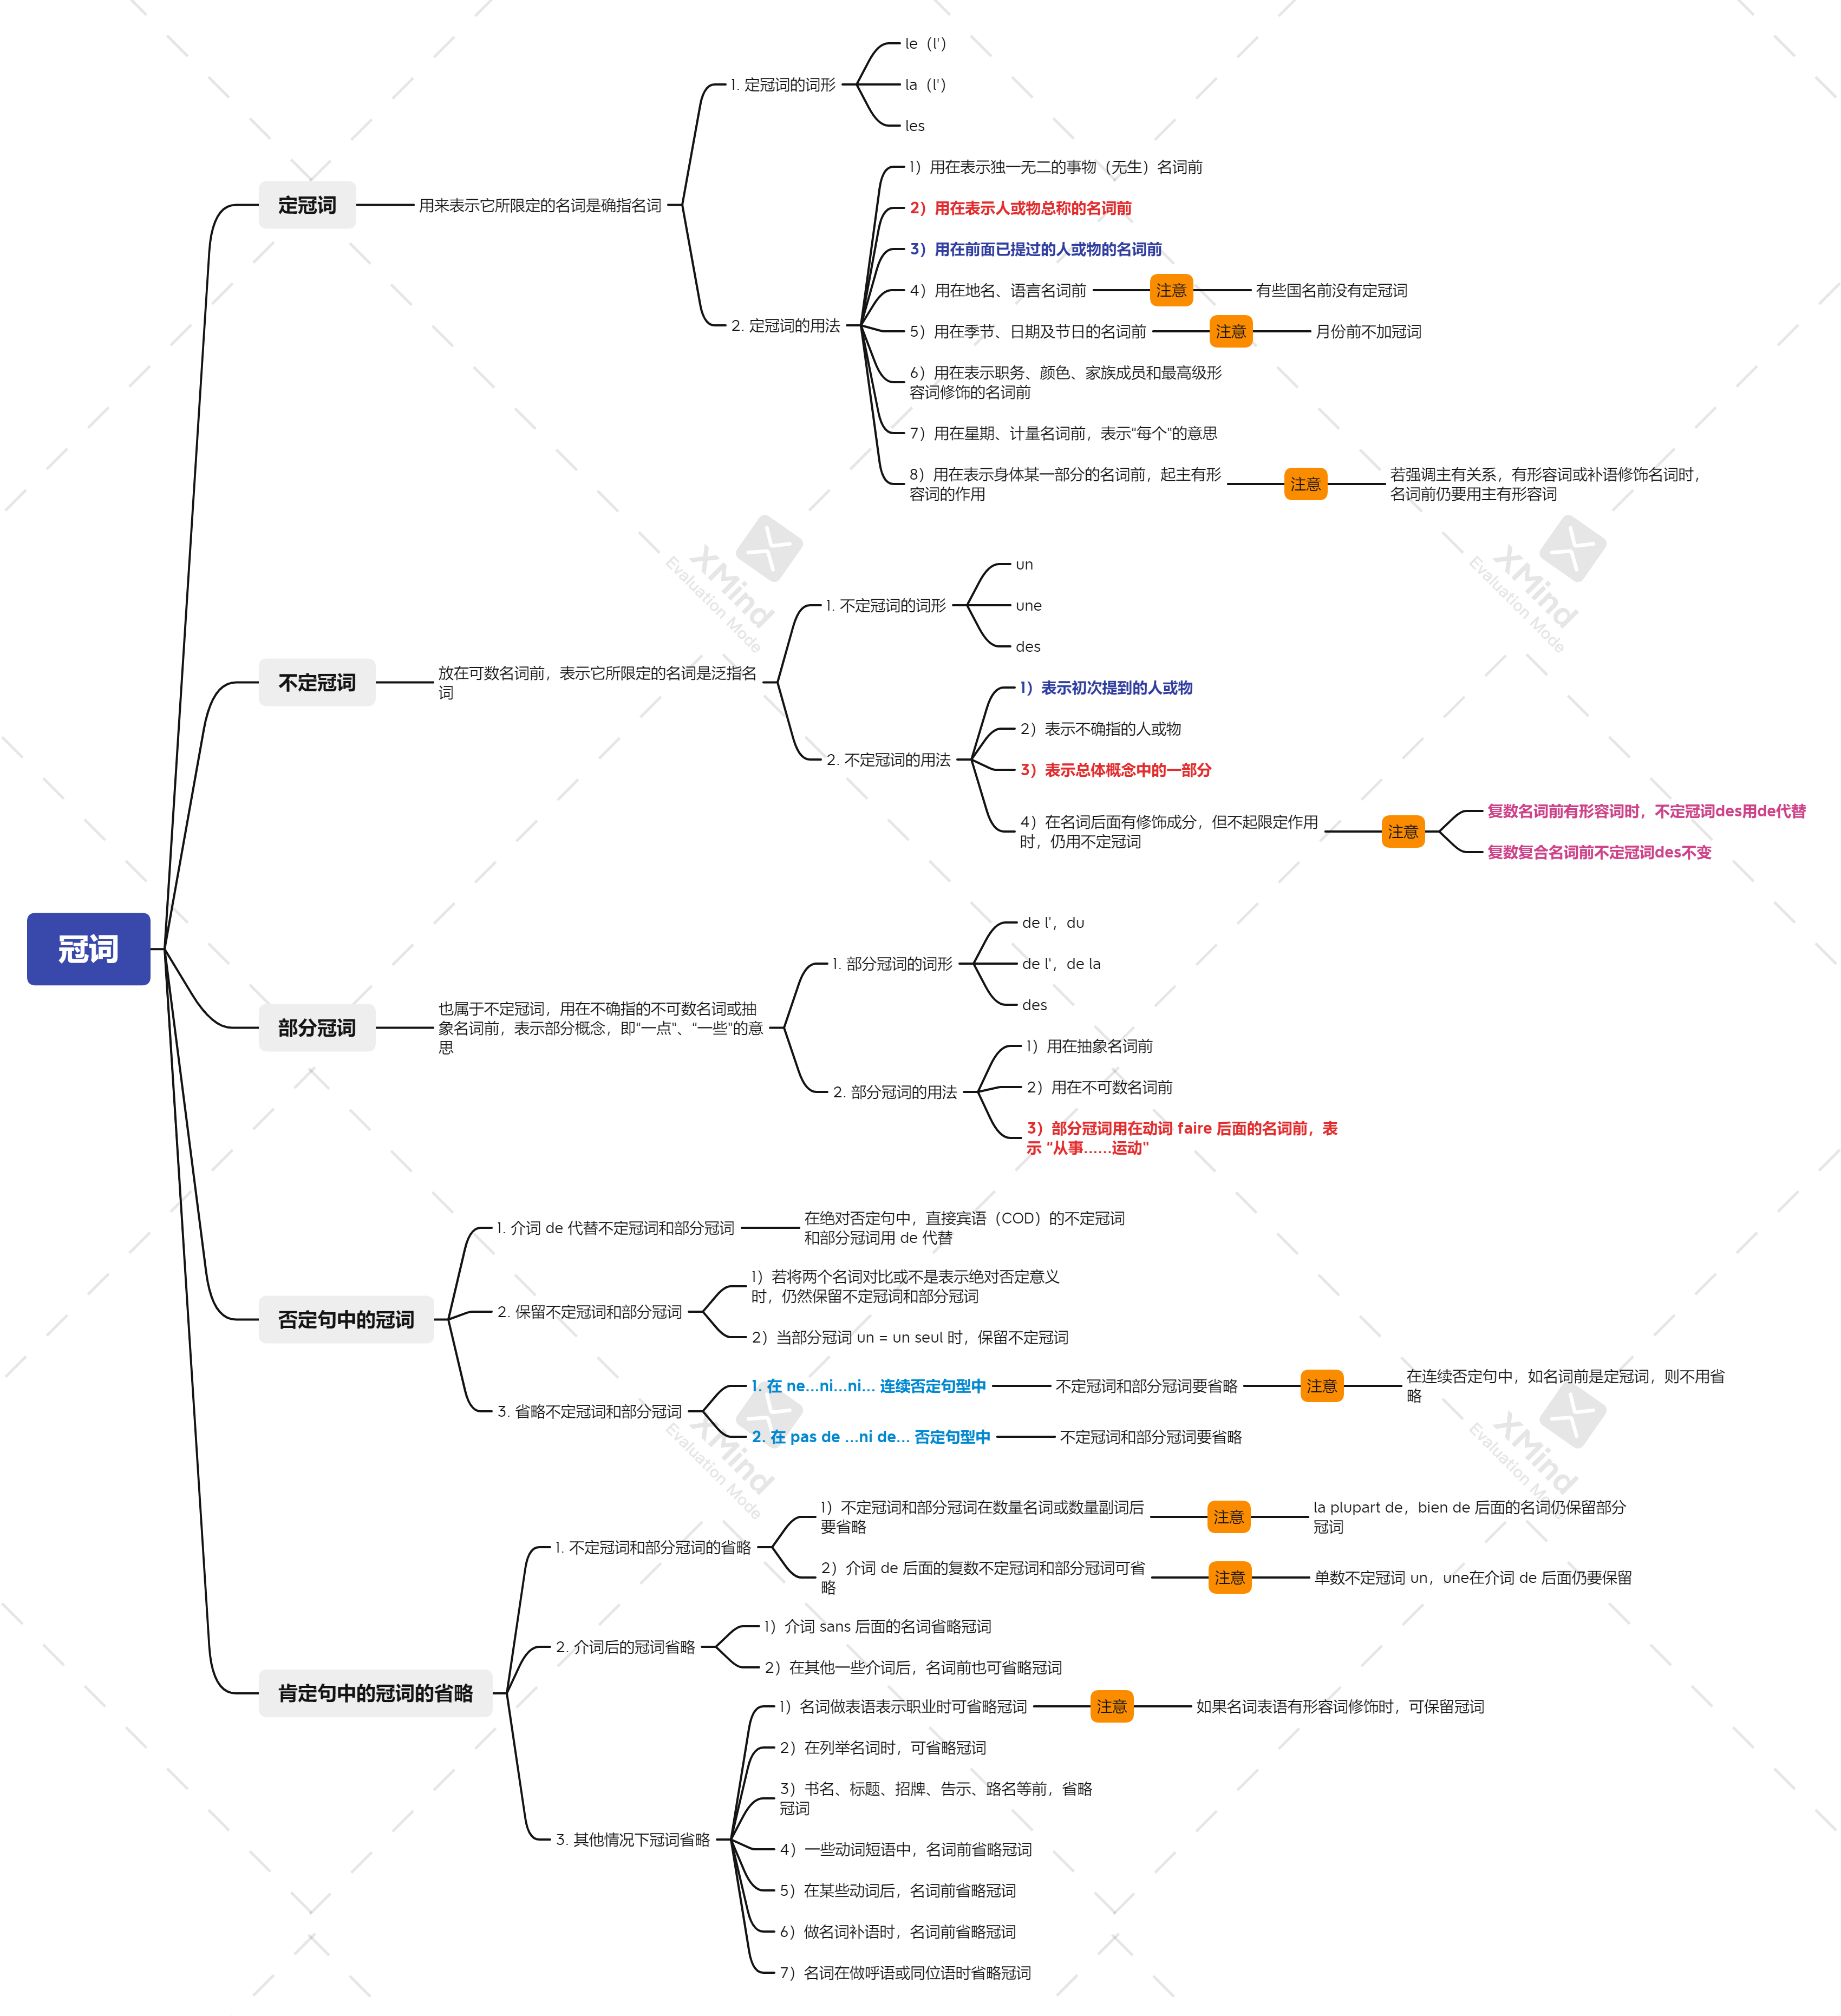 冠词
定冠词
用来表示它所限定的名词是确指名词
1. 定冠词的词形
le（l'）
la（l'）
les
2. 定冠词的用法
1）用在表示独一无二的事物（无生）名词前
2）用在表示人或物总称的名词前
3）用在前面已提过的人或物的名词前
4）用在地名、语言名词前
注意
有些国名前没有定冠词
5）用在季节、日期及节日的名词前
注意
月份前不加冠词
6）用在表示职务、颜色、家族成员和最高级形
容词修饰的名词前
7）用在星期、计量名词前，表示“每个”的意思
8）用在表示身体某一部分的名词前，起主有形
容词的作用
注意
若强调主有关系，有形容词或补语修饰名词时，
名词前仍要用主有形容词
不定冠词
放在可数名词前，表示它所限定的名词是泛指名
词
1. 不定冠词的词形
un
une
des
2. 不定冠词的用法
1）表示初次提到的人或物
2）表示不确指的人或物
3）表示总体概念中的一部分
4）在名词后面有修饰成分，但不起限定作用
时，仍用不定冠词
注意
复数名词前有形容词时，不定冠词des用de代替
复数复合名词前不定冠词des不变
部分冠词
也属于不定冠词，用在不确指的不可数名词或抽
象名词前，表示部分概念，即“一点”、“一些”的意
思
1. 部分冠词的词形
de l'，du
de l'，de la
des
2. 部分冠词的用法
1）用在抽象名词前
2）用在不可数名词前
3）部分冠词用在动词 faire 后面的名词前，表
示 “从事……运动”
否定句中的冠词
1. 介词 de 代替不定冠词和部分冠词
在绝对否定句中，直接宾语（COD）的不定冠词
和部分冠词用 de 代替
2. 保留不定冠词和部分冠词
1）若将两个名词对比或不是表示绝对否定意义
时，仍然保留不定冠词和部分冠词
2）当部分冠词 un = un seul 时，保留不定冠词
3. 省略不定冠词和部分冠词
1. 在 ne...ni...ni... 连续否定句型中
不定冠词和部分冠词要省略
注意
在连续否定句中，如名词前是定冠词，则不用省
略
2. 在 pas de ...ni de... 否定句型中
不定冠词和部分冠词要省略
肯定句中的冠词的省略
1. 不定冠词和部分冠词的省略
1）不定冠词和部分冠词在数量名词或数量副词后
要省略
注意
la plupart de，bien de 后面的名词仍保留部分
冠词
2）介词 de 后面的复数不定冠词和部分冠词可省
略
注意
单数不定冠词 un，une在介词 de 后面仍要保留
2. 介词后的冠词省略
1）介词 sans 后面的名词省略冠词
2）在其他一些介词后，名词前也可省略冠词
3. 其他情况下冠词省略
1）名词做表语表示职业时可省略冠词
注意
如果名词表语有形容词修饰时，可保留冠词
2）在列举名词时，可省略冠词
3）书名、标题、招牌、告示、路名等前，省略
冠词
4）一些动词短语中，名词前省略冠词
5）在某些动词后，名词前省略冠词
6）做名词补语时，名词前省略冠词
7）名词在做呼语或同位语时省略冠词
XMind
Evaluation Mode
XMind
Evaluation Mode
XMind
Evaluation Mode
XMind
Evaluation Mode